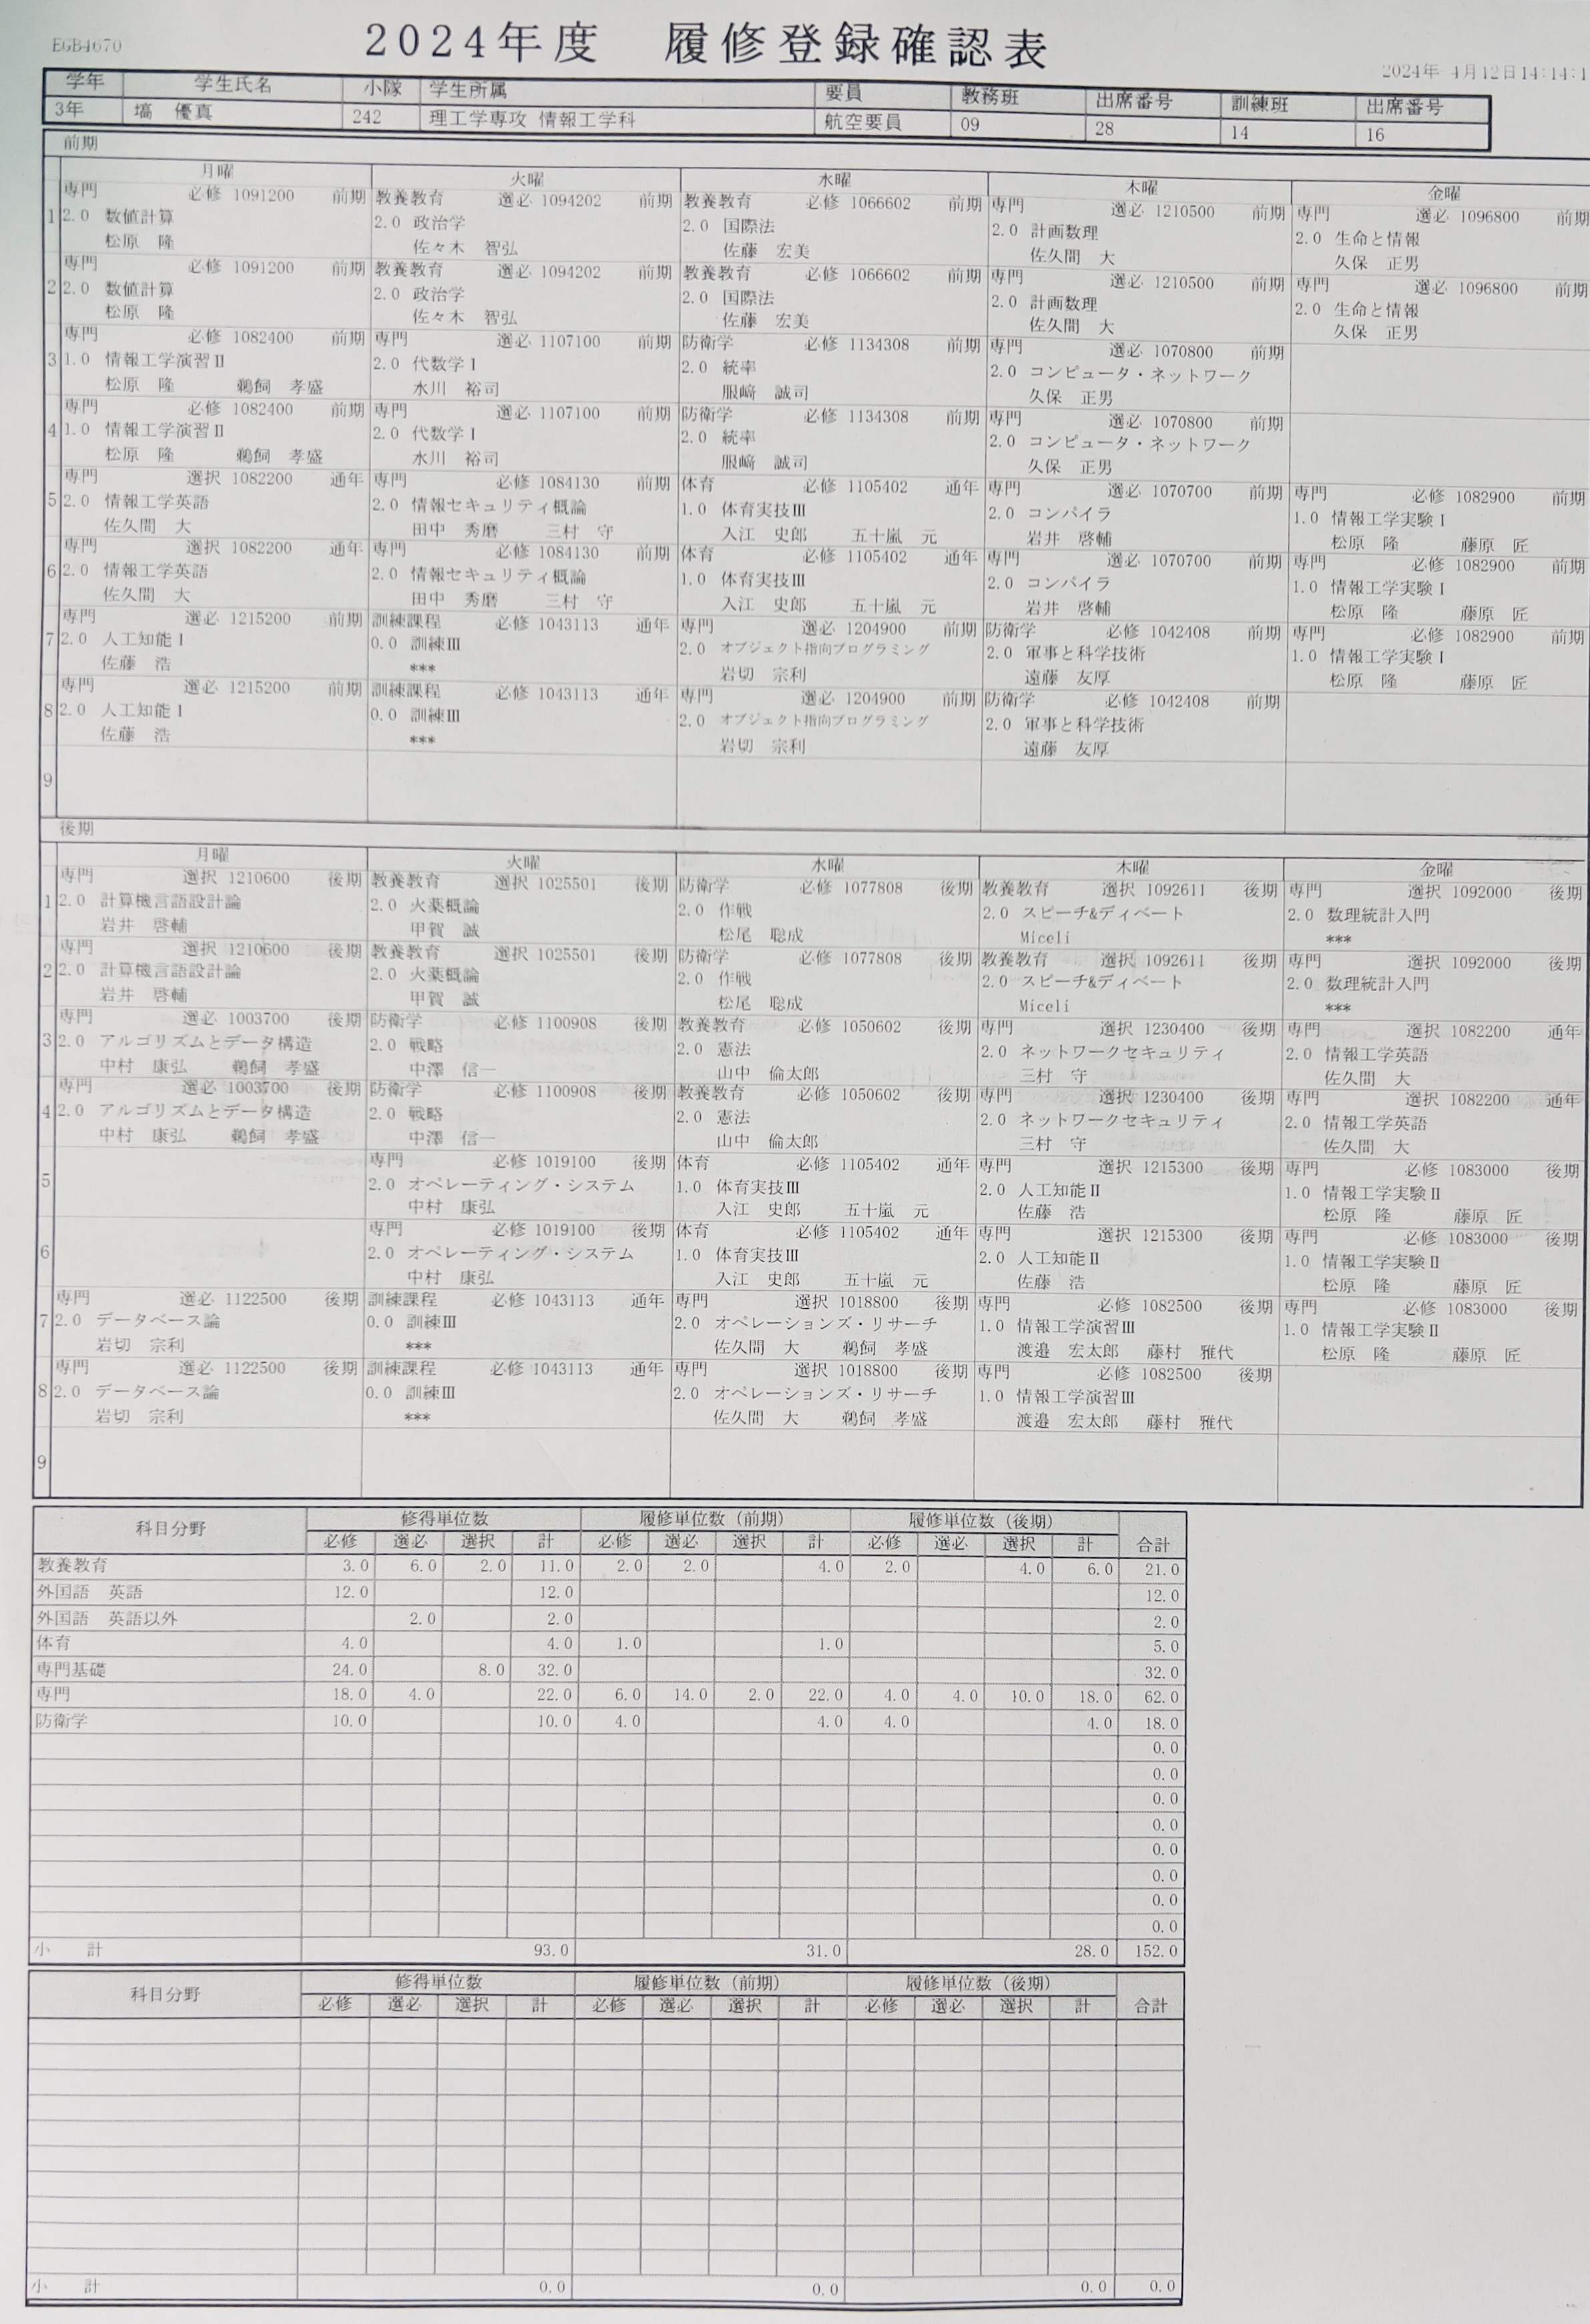 EGB4670
2024年度　履修登録確認表
2024年 4月12日14:14:1
学年 学生氏名 小隊 学生所属 要員 教務班 出席番号 訓練班 出席番号
3年 塙　優真 242 理工学専攻 情報工学科 航空要員 09 28 14 16
前期
月曜 火曜 水曜 木曜 金曜
専門 必修 1091200 前期 教養教育 選必 1094202 前期 教養教育 必修 1066602 前期 専門 選必 1210500 前期 専門 選必 1096800 前期
1 2.0 数値計算 2.0 政治学 2.0 国際法 2.0 計画数理 2.0 生命と情報
松原　隆 佐々木　智弘 佐藤　宏美 佐久間　大 久保　正男
専門 必修 1091200 前期 教養教育 選必 1094202 前期 教養教育 必修 1066602 前期 専門 選必 1210500 前期 専門 選必 1096800 前期
2 2.0 数値計算 2.0 政治学 2.0 国際法 2.0 計画数理 2.0 生命と情報
松原　隆 佐々木　智弘 佐藤　宏美 佐久間　大 久保　正男
専門 必修 1082400 前期 専門 選必 1107100 前期 防衛学 必修 1134308 前期 専門 選必 1070800 前期
3 1.0 情報工学演習Ⅱ 2.0 代数学Ⅰ 2.0 統率 2.0 コンピュータ・ネットワーク
松原　隆 鵜飼　孝盛 水川　裕司 服﨑　誠司 久保　正男
専門 必修 1082400 前期 専門 選必 1107100 前期 防衛学 必修 1134308 前期 専門 選必 1070800 前期
4 1.0 情報工学演習Ⅱ 2.0 代数学Ⅰ 2.0 統率 2.0 コンピュータ・ネットワーク
松原　隆 鵜飼　孝盛 水川　裕司 服﨑　誠司 久保　正男
専門 選択 1082200 通年 専門 必修 1084130 前期 体育 必修 1105402 通年 専門 選必 1070700 前期 専門 必修 1082900 前期
5 2.0 情報工学英語 2.0 情報セキュリティ概論 1.0 体育実技Ⅲ 2.0 コンパイラ 1.0 情報工学実験Ⅰ
佐久間　大 田中　秀磨 三村　守 入江　史郎 五十嵐　元 岩井　啓輔 松原　隆 藤原　匠
専門 選択 1082200 通年 専門 必修 1084130 前期 体育 必修 1105402 通年 専門 選必 1070700 前期 専門 必修 1082900 前期
6 2.0 情報工学英語 2.0 情報セキュリティ概論 1.0 体育実技Ⅲ 2.0 コンパイラ 1.0 情報工学実験Ⅰ
佐久間　大 田中　秀磨 三村　守 入江　史郎 五十嵐　元 岩井　啓輔 松原　隆 藤原　匠
専門 選必 1215200 前期 訓練課程 必修 1043113 通年 専門 選必 1204900 前期 防衛学 必修 1042408 前期 専門 必修 1082900 前期
7 2.0 人工知能Ⅰ 0.0 訓練Ⅲ 2.0 オブジェクト指向プログラミング 2.0 軍事と科学技術 1.0 情報工学実験Ⅰ
佐藤　浩 *** 岩切　宗利 遠藤　友厚 松原　隆 藤原　匠
専門 選必 1215200 前期 訓練課程 必修 1043113 通年 専門 選必 1204900 前期 防衛学 必修 1042408 前期
8 2.0 人工知能Ⅰ 0.0 訓練Ⅲ 2.0 オブジェクト指向プログラミング 2.0 軍事と科学技術
佐藤　浩 *** 岩切　宗利 遠藤　友厚
9
後期
月曜 火曜 水曜 木曜 金曜
専門 選択 1210600 後期 教養教育 選択 1025501 後期 防衛学 必修 1077808 後期 教養教育 選択 1092611 後期 専門 選択 1092000 後期
1 2.0 計算機言語設計論 2.0 火薬概論 2.0 作戦 2.0 スピーチ&ディベート 2.0 数理統計入門
岩井　啓輔 甲賀　誠 松尾　聡成 Miceli ***
専門 選択 1210600 後期 教養教育 選択 1025501 後期 防衛学 必修 1077808 後期 教養教育 選択 1092611 後期 専門 選択 1092000 後期
2 2.0 計算機言語設計論 2.0 火薬概論 2.0 作戦 2.0 スピーチ&ディベート 2.0 数理統計入門
岩井　啓輔 甲賀　誠 松尾　聡成 Miceli ***
専門 選必 1003700 後期 防衛学 必修 1100908 後期 教養教育 必修 1050602 後期 専門 選択 1230400 後期 専門 選択 1082200 通年
3 2.0 アルゴリズムとデータ構造 2.0 戦略 2.0 憲法 2.0 ネットワークセキュリティ 2.0 情報工学英語
中村　康弘 鵜飼　孝盛 中澤　信一 山中　倫太郎 三村　守 佐久間　大
専門 選必 1003700 後期 防衛学 必修 1100908 後期 教養教育 必修 1050602 後期 専門 選択 1230400 後期 専門 選択 1082200 通年
4 2.0 アルゴリズムとデータ構造 2.0 戦略 2.0 憲法 2.0 ネットワークセキュリティ 2.0 情報工学英語
中村　康弘 鵜飼　孝盛 中澤　信一 山中　倫太郎 三村　守 佐久間　大
専門 必修 1019100 後期 体育 必修 1105402 通年 専門 選択 1215300 後期 専門 必修 1083000 後期
5 2.0 オペレーティング・システム 1.0 体育実技Ⅲ 2.0 人工知能Ⅱ 1.0 情報工学実験Ⅱ
中村　康弘 入江　史郎 五十嵐　元 佐藤　浩 松原　隆 藤原　匠
専門 必修 1019100 後期 体育 必修 1105402 通年 専門 選択 1215300 後期 専門 必修 1083000 後期
6 2.0 オペレーティング・システム 1.0 体育実技Ⅲ 2.0 人工知能Ⅱ 1.0 情報工学実験Ⅱ
中村　康弘 入江　史郎 五十嵐　元 佐藤　浩 松原　隆 藤原　匠
専門 選必 1122500 後期 訓練課程 必修 1043113 通年 専門 選択 1018800 後期 専門 必修 1082500 後期 専門 必修 1083000 後期
7 2.0 データベース論 0.0 訓練Ⅲ 2.0 オペレーションズ・リサーチ 1.0 情報工学演習Ⅲ 1.0 情報工学実験Ⅱ
岩切　宗利 *** 佐久間　大 鵜飼　孝盛 渡邉　宏太郎 藤村　雅代 松原　隆 藤原　匠
専門 選必 1122500 後期 訓練課程 必修 1043113 通年 専門 選択 1018800 後期 専門 必修 1082500 後期
8 2.0 データベース論 0.0 訓練Ⅲ 2.0 オペレーションズ・リサーチ 1.0 情報工学演習Ⅲ
岩切　宗利 *** 佐久間　大 鵜飼　孝盛 渡邉　宏太郎 藤村　雅代
9
科目分野 修得単位数 履修単位数（前期） 履修単位数（後期） 合計
必修 選必 選択 計 必修 選必 選択 計 必修 選必 選択 計
教養教育 3.0 6.0 2.0 11.0 2.0 2.0 4.0 2.0 4.0 6.0 21.0
外国語　英語 12.0 12.0 12.0
外国語　英語以外 2.0 2.0 2.0
体育 4.0 4.0 1.0 1.0 5.0
専門基礎 24.0 8.0 32.0 32.0
専門 18.0 4.0 22.0 6.0 14.0 2.0 22.0 4.0 4.0 10.0 18.0 62.0
防衛学 10.0 10.0 4.0 4.0 4.0 4.0 18.0
0.0
0.0
0.0
0.0
0.0
0.0
0.0
0.0
小　計 93.0 31.0 28.0 152.0
科目分野 修得単位数 履修単位数（前期） 履修単位数（後期） 合計
必修 選必 選択 計 必修 選必 選択 計 必修 選必 選択 計
小　計 0.0 0.0 0.0 0.0